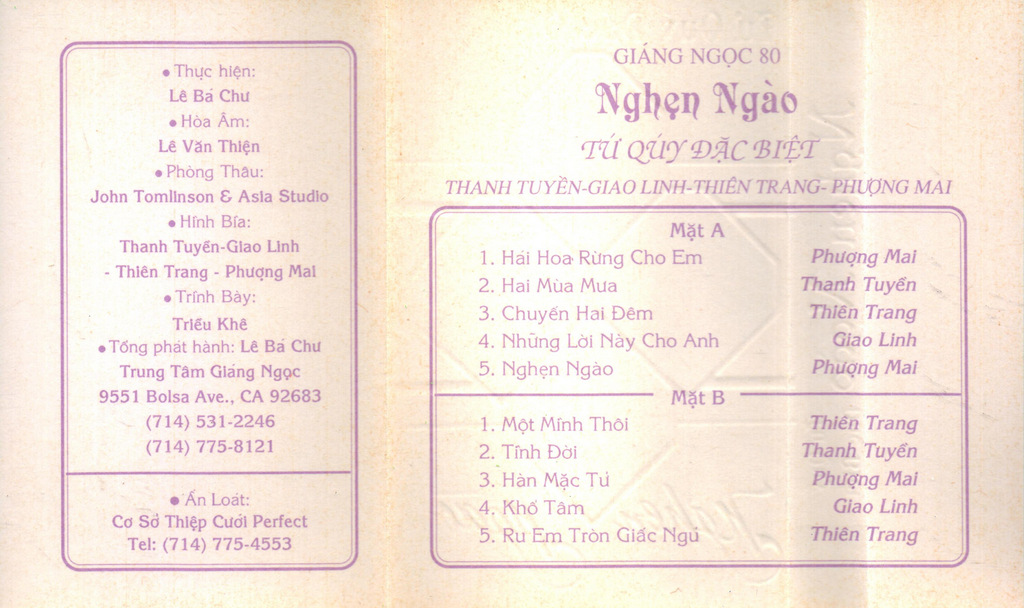 • Thực hiện:
Lê Bá Chư
• Hòa Âm:
Lê Văn Thiện
• Phòng Thâu:
John Tomlinson & Asia Studio
• Hình Bìa:
Thanh Tuyền-Giao Linh
- Thiên Trang - Phượng Mai
• Trình Bày:
Triều Khê
• Tổng phát hành: Lê Bá Chư
Trung Tâm Giáng Ngọc
9551 Bolsa Ave., CA 92683
(714) 531-2246
(714) 775-8121
• Ấn Loát:
Cơ Sở Thiệp Cưới Perfect
Tel: (714) 775-4553
GIÁNG NGỌC 80
Nghẹn Ngào
TỨ QÚY ĐẶC BIỆT
THANH TUYỀN-GIAO LINH-THIÊN TRANG- PHƯỢNG MAI
Mặt A
1. Hái Hoa Rừng Cho Em Phượng Mai
2. Hai Mùa Mưa Thanh Tuyền
3. Chuyến Hai Đêm Thiên Trang
4. Những Lời Này Cho Anh Giao Linh
5. Nghẹn Ngào Phượng Mai
Mặt B
1. Một Mình Thôi Thiên Trang
2. Tình Đời Thanh Tuyền
3. Hàn Mặc Tử Phượng Mai
4. Khổ Tâm Giao Linh
5. Ru Em Tròn Giấc Ngủ Thiên Trang